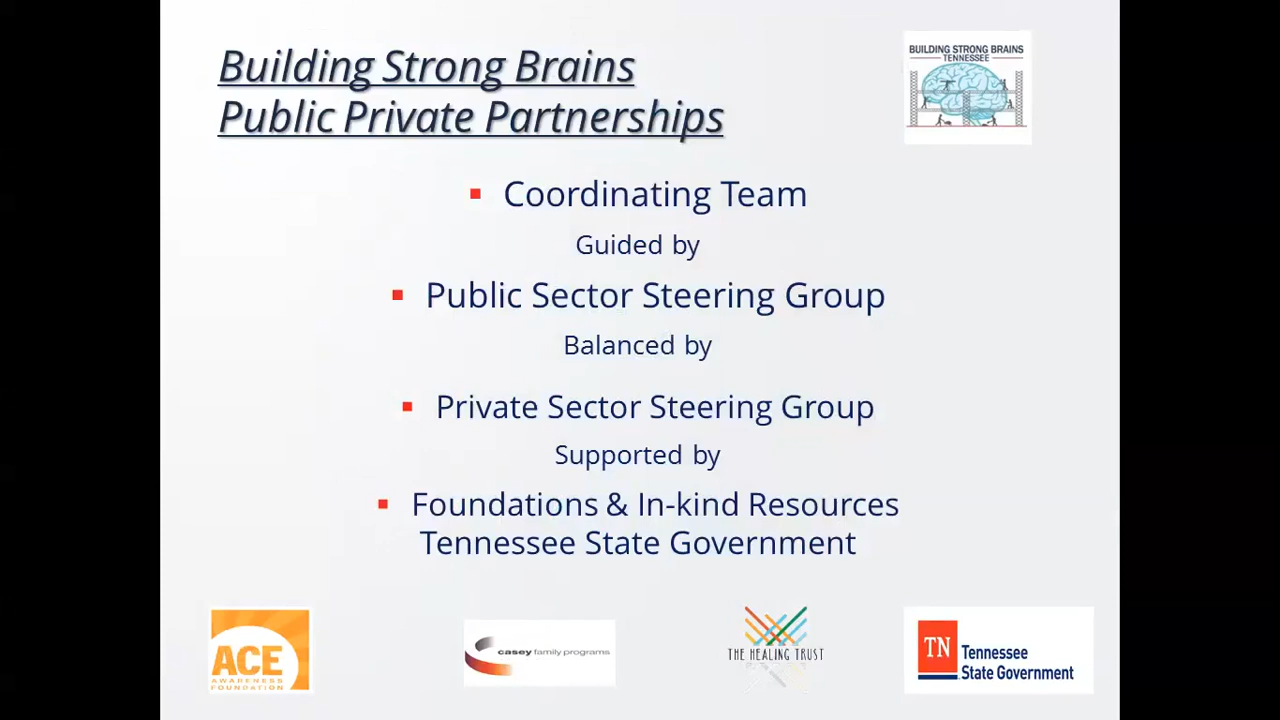 Building Strong Brains
Public Private Partnerships
BUILDING STRONG BRAINS
TENNESSEE
▪ Coordinating Team
Guided by
▪ Public Sector Steering Group
Balanced by
▪ Private Sector Steering Group
Supported by
▪ Foundations & In-kind Resources
Tennessee State Government
ACE
AWARENESS
FOUNDATION
casey family programs
THE HEALING TRUST
TN
Tennessee
State Government